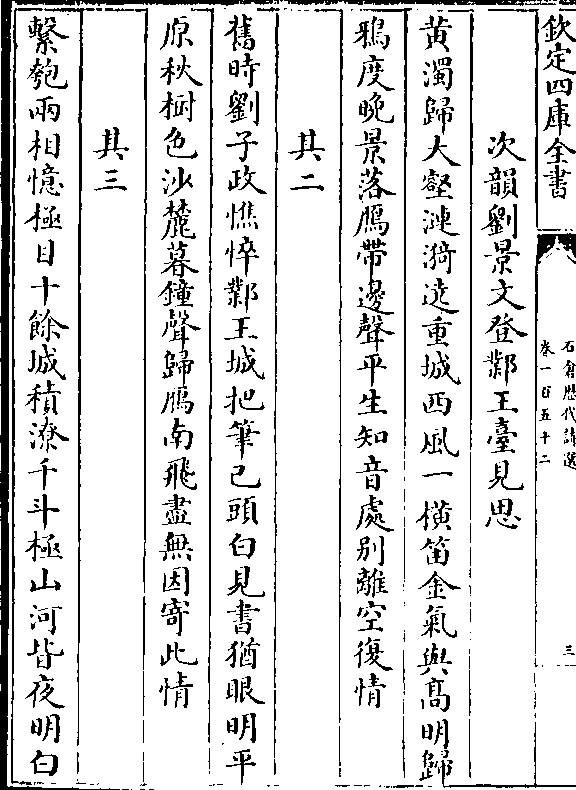 欽定四庫全書
石倉歴代詩選
卷一百五十二
三
次韻劉景文登鄴王臺見思
黃濁歸大壑漣漪遶重城西風一橫笛金氣與高明歸
鴉度晚景落鴈帶邊聲平生知音處别離空復情
其二
舊時劉子政憔悴鄴王城把筆已頭白見書猶眼明平
原秋樹色沙麓暮鐘聲歸鴈南飛盡無因寄此情
其三
繫匏兩相憶極目十餘城積潦千斗極山河皆夜明白